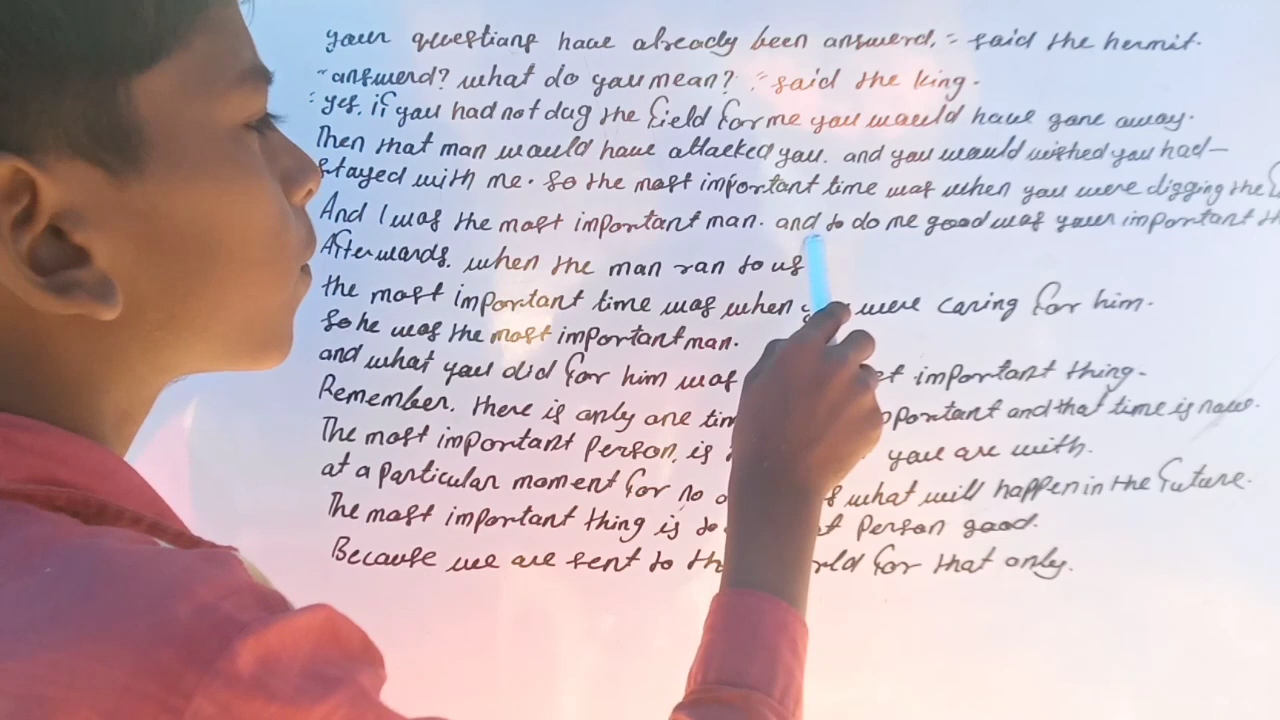 your questions have already been answerd," said the hermit.
"answerd? what do you mean?" said the king.
"yes, if you had not dug the field for me you would have gone away.
Then that man would have attacked you. and you would wished you had—
stayed with me. so the most important time was when you were digging the
And I was the most important man. and to do me good was your important
Afterwards. when the man ran to us
the most important time was when you were caring for him.
so he was the most important man.
and what you did for him was important thing.
Remember. there is only one important and that time is now.
The most important Person. is you are with.
at a particular moment for no what will happen in the future.
The most important thing is to Person good.
Because we are sent to for that only.